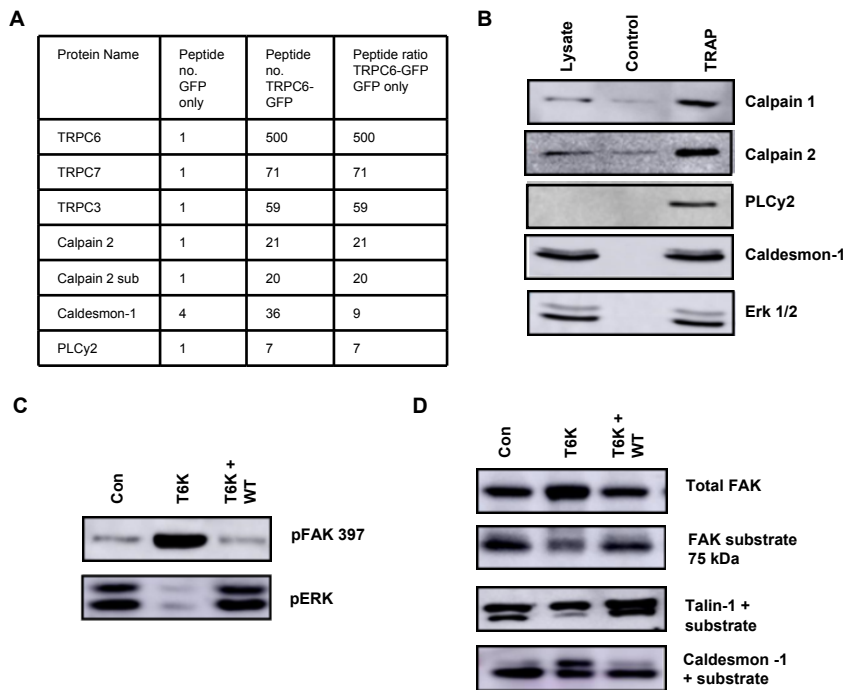 A
Protein Name
Peptide
no.
GFP
only
Peptide
no.
TRPC6-
GFP
Peptide ratio
TRPC6-GFP
GFP only
TRPC6 1 500 500
TRPC7 1 71 71
TRPC3 1 59 59
Calpain 2 1 21 21
Calpain 2 sub 1 20 20
Caldesmon-1 4 36 9
PLCy2 1 7 7
B
Lysate
Control
TRAP
Calpain 1
Calpain 2
PLCy2
Caldesmon-1
Erk 1/2
C
Con
T6K
T6K +
WT
pFAK 397
pERK
D
Con
T6K
T6K +
WT
Total FAK
FAK substrate
75 kDa
Talin-1 +
substrate
Caldesmon -1
+ substrate